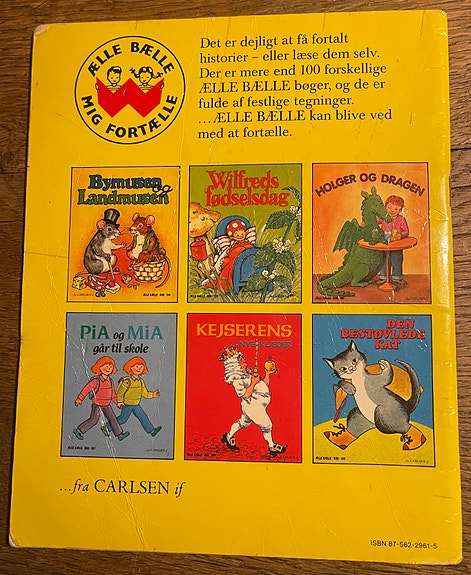 ÆLLE BÆLLE
MIG FORTÆLLE
Det er dejligt at få fortalt
historier – eller læse dem selv.
Der er mere end 100 forskellige
ÆLLE BÆLLE bøger, og de er
fulde af festlige tegninger.
...ÆLLE BÆLLE kan blive ved
med at fortælle.
Bymusen og
Landmusen
Wilfreds
fødselsdag
HOLGER OG DRAGEN
PiA og MiA
går til skole
KEJSERENS
NYE KLÆDER
DEN
BESTØVLEDE
KAT
...fra CARLSEN if
ISBN 87-562-2961-5